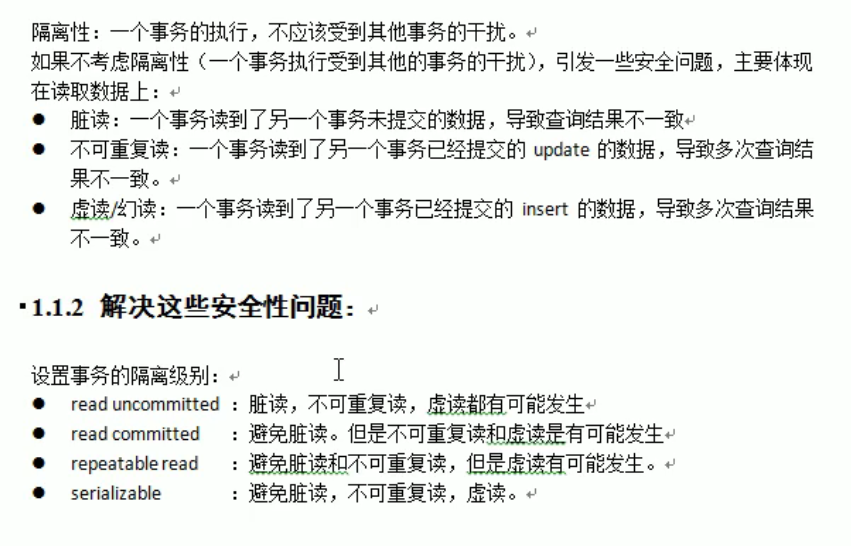 隔离性：一个事务的执行，不应该受到其他事务的干扰。
如果不考虑隔离性（一个事务执行受到其他的事务的干扰），引发一些安全问题，主要体现
在读取数据上：
● 脏读：一个事务读到了另一个事务未提交的数据，导致查询结果不一致
● 不可重复读：一个事务读到了另一个事务已经提交的 update 的数据，导致多次查询结
果不一致。
● 虚读/幻读：一个事务读到了另一个事务已经提交的 insert 的数据，导致多次查询结果
不一致。
1.1.2 解决这些安全性问题：
设置事务的隔离级别：
● read uncommitted ：脏读，不可重复读，虚读都有可能发生
● read committed ：避免脏读。但是不可重复读和虚读是有可能发生
● repeatable read ：避免脏读和不可重复读，但是虚读有可能发生。
● serializable ：避免脏读，不可重复读，虚读。